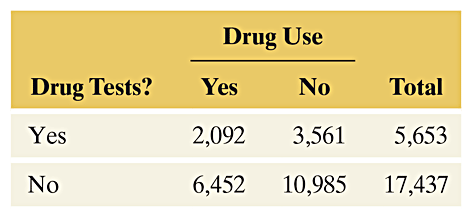 Drug Use
Drug Tests? Yes No Total
Yes 2,092 3,561 5,653
No 6,452 10,985 17,437